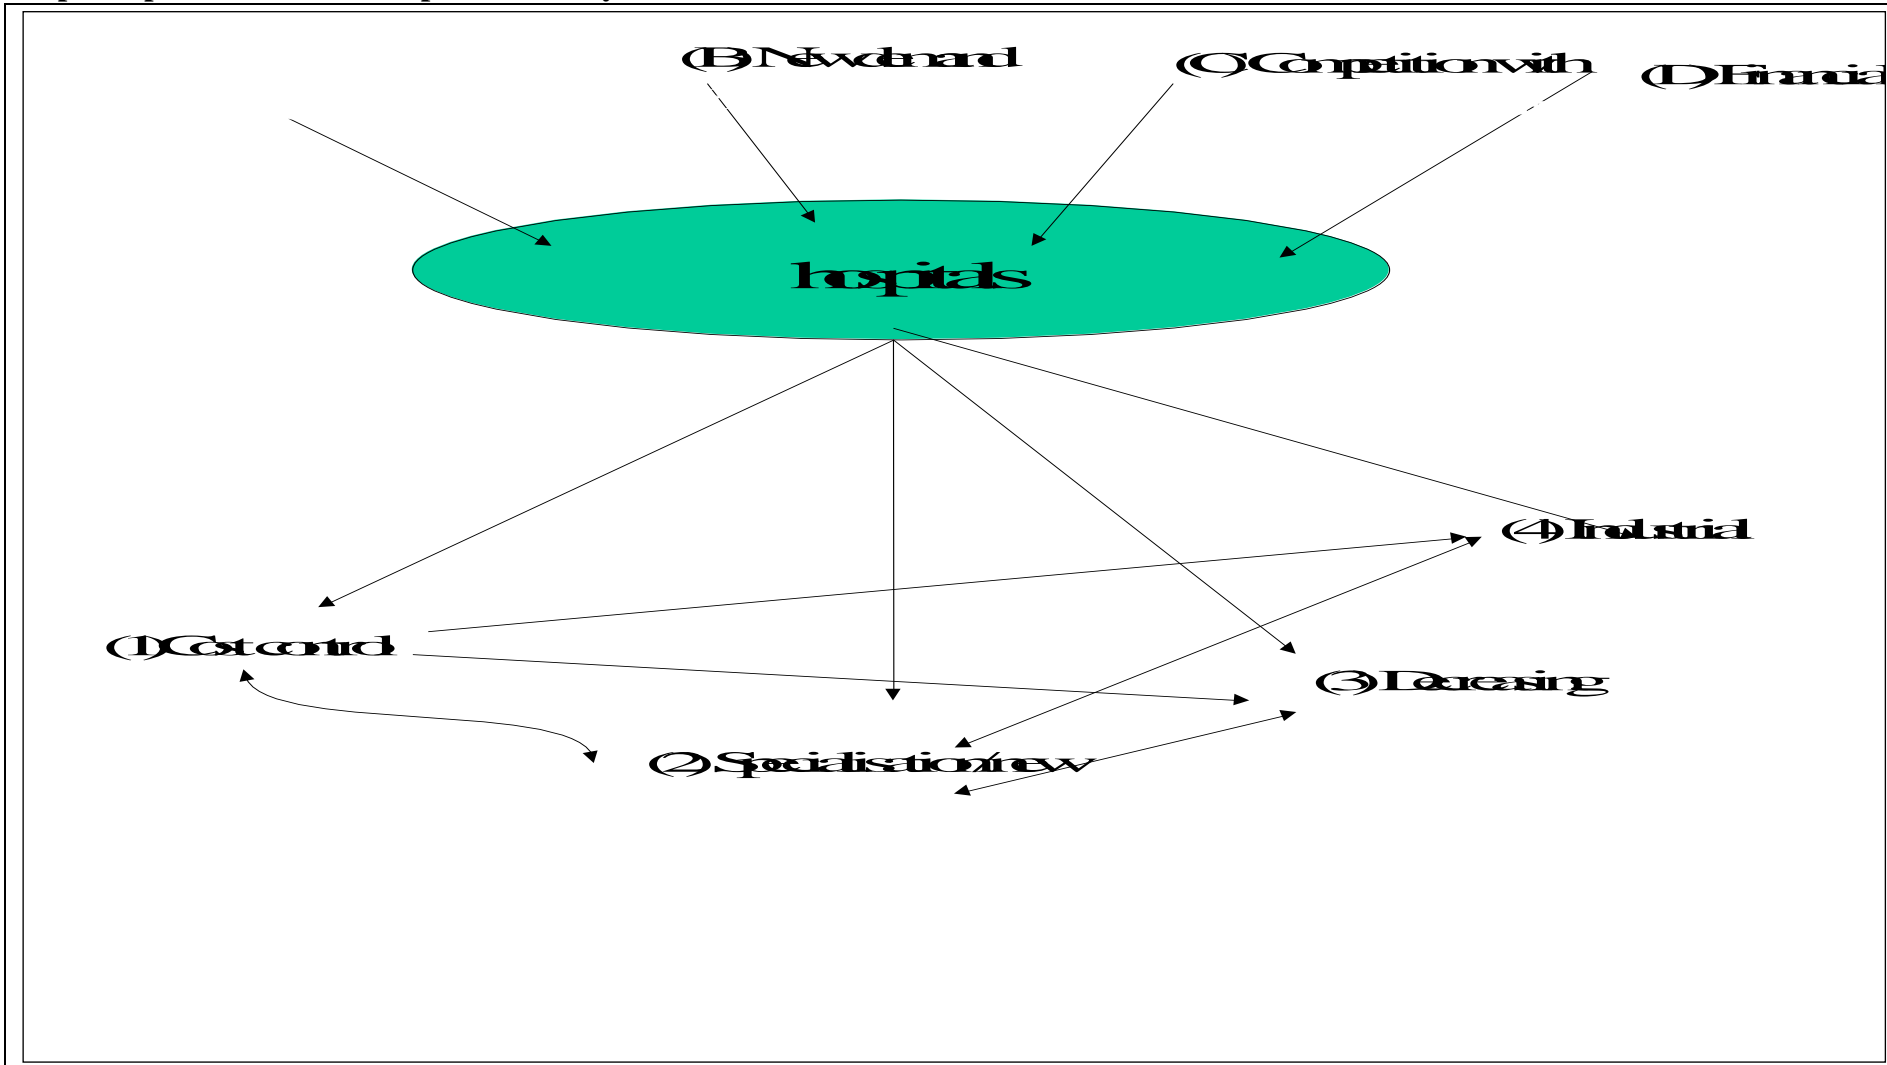 (B) New demand
(C) Competition with
(D) Financial
hospitals
(4) Industrial
(1) Cost control
(3) Decreasing
(2) Specialisation/new